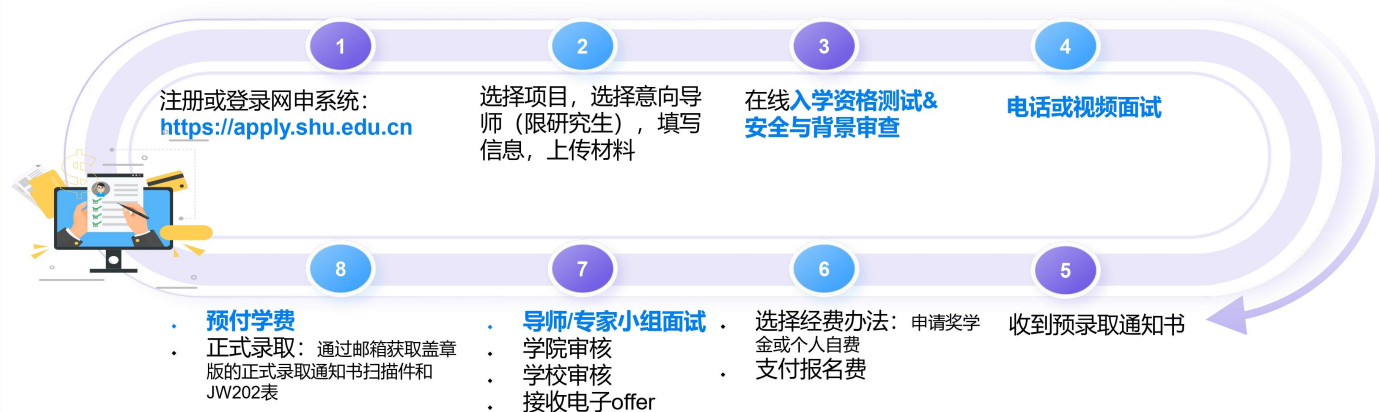 1
注册或登录网申系统：
https://apply.shu.edu.cn
2
选择项目，选择意向导
师（限研究生），填写
信息，上传材料
3
在线入学资格测试&
安全与背景审查
4
电话或视频面试
5
收到预录取通知书
6
• 选择经费办法：申请奖学
金或个人自费
• 支付报名费
7
• 导师/专家小组面试
• 学院审核
• 学校审核
• 接收电子offer
8
• 预付学费
• 正式录取：通过邮箱获取盖章
版的正式录取通知书扫描件和
JW202表